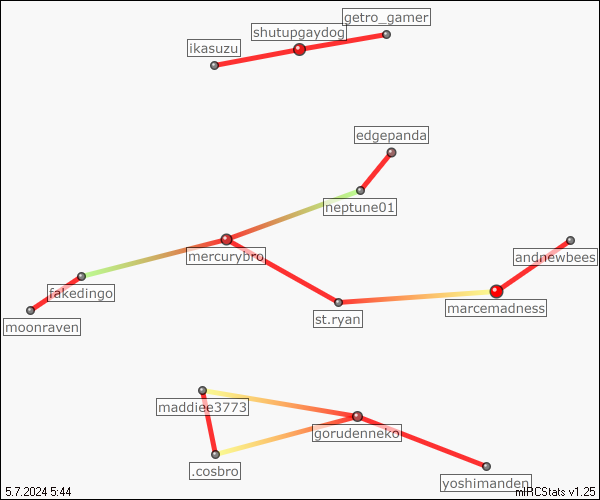 getro_gamer
shutupgaydog
ikasuzu
edgepanda
neptune01
mercurybro
andnewbees
fakedingo
marcemadness
moonraven
st.ryan
maddiee3773
gorudenneko
.cosbro
yoshimanden
5.7.2024 5:44
mIRCStats v1.25